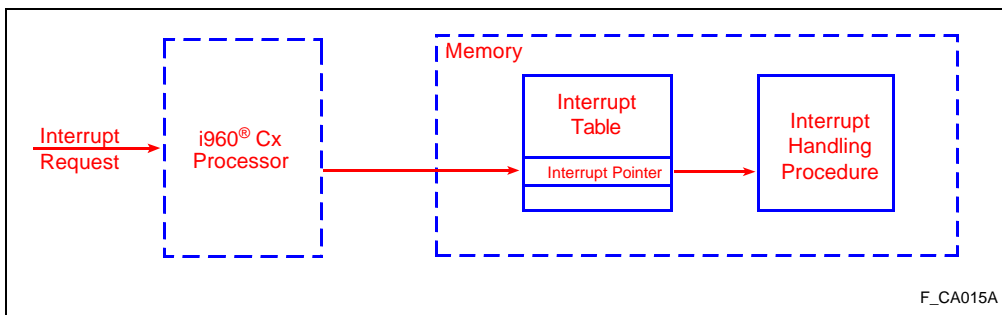 Memory
Interrupt
Request
i960® Cx
Processor
Interrupt
Table
Interrupt Pointer
Interrupt
Handling
Procedure
F_CA015A